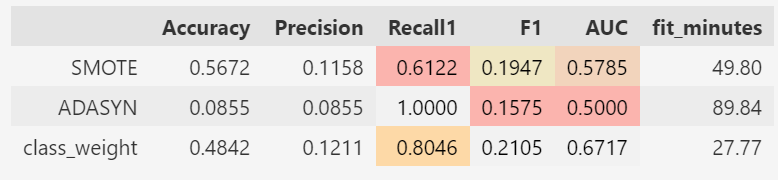 Accuracy Precision Recall1 F1 AUC fit_minutes
SMOTE 0.5672 0.1158 0.6122 0.1947 0.5785 49.80
ADASYN 0.0855 0.0855 1.0000 0.1575 0.5000 89.84
class_weight 0.4842 0.1211 0.8046 0.2105 0.6717 27.77